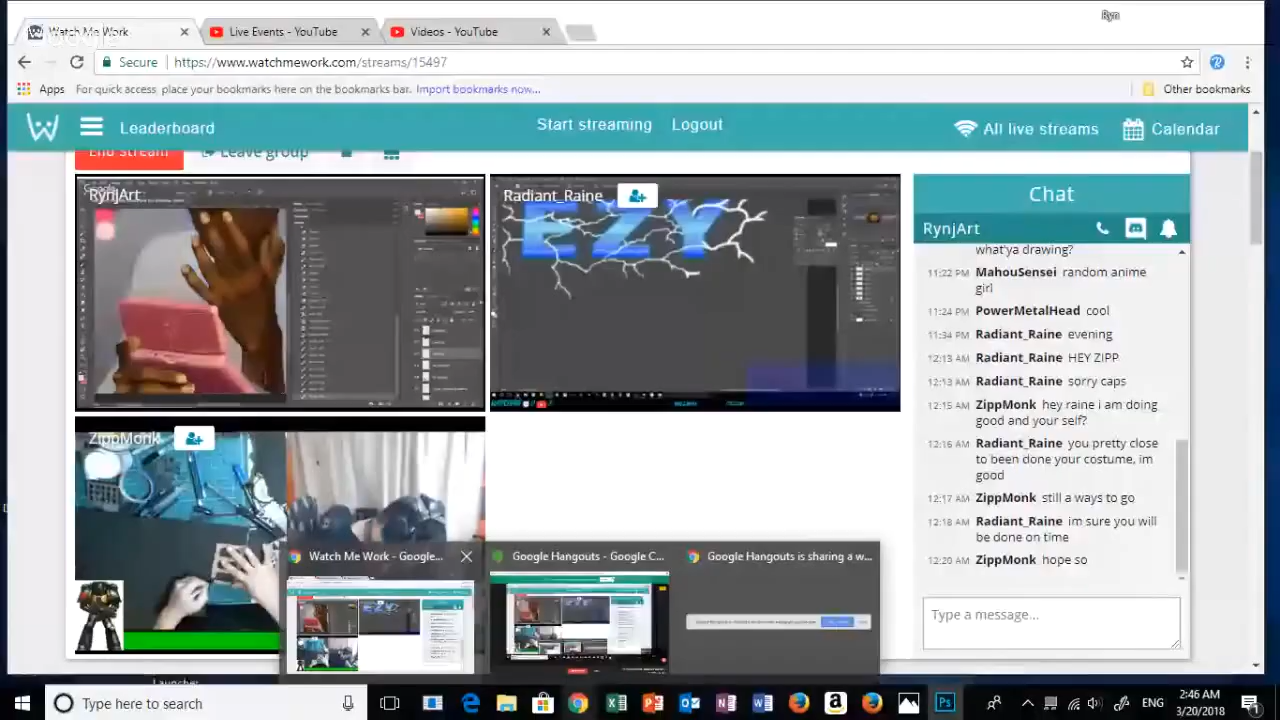 Ryn
Watch Me Work
Live Events - YouTube
Videos - YouTube
Secure
https://www.watchmework.com/streams/15497
Apps
For quick access, place your bookmarks here on the bookmarks bar. Import bookmarks now...
Other bookmarks
Leaderboard
Start streaming
Logout
All live streams
Calendar
End stream
Leave group
RynjArt
Radiant_Raine
EZY
ZippMonk
Chat
RynjArt
what'ya drawing?
11:22 PM MahouSensei random anime
girl
11:24 PM PowerMetalHead cool
11:34 PM Radiant_Raine evening
12:13 AM Radiant_Raine HEY ZIPP
12:13 AM Radiant_Raine sorry caps
12:15 AM ZippMonk hey raine i am doing
good and your self?
12:16 AM Radiant_Raine you pretty close
to been done your costume, im
good
12:17 AM ZippMonk still a ways to go
12:18 AM Radiant_Raine im sure you will
be done on time
12:20 AM ZippMonk hope so
Type a message...
Watch Me Work - Google...
Google Hangouts - Google C...
Google Hangouts is sharing a w...
Launcher
Type here to search
ENG
2:46 AM
3/20/2018